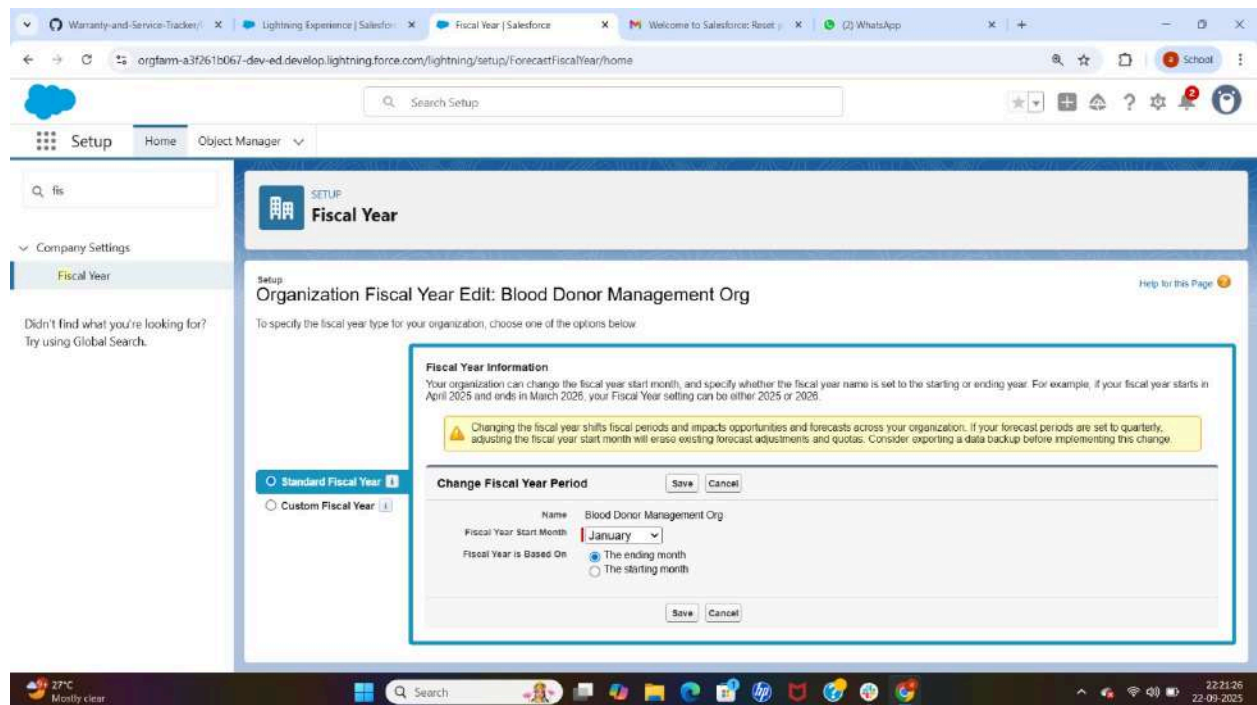 Warranty-and-Service-Tracker/
Lightning Experience | Salesfor
Fiscal Year | Salesforce
Welcome to Salesforce: Reset
(2) WhatsApp
orgfarm-a3f261b067-dev-ed.develop.lightning.force.com/lightning/setup/ForecastFiscalYear/home
School
Search Setup
2
Setup
Home
Object Manager
fis
Company Settings
Fiscal Year
Didn't find what you're looking for?
Try using Global Search.
SETUP
Fiscal Year
Setup
Organization Fiscal Year Edit: Blood Donor Management Org
Help for this Page
To specify the fiscal year type for your organization, choose one of the options below
Fiscal Year Information
Your organization can change the fiscal year start month, and specify whether the fiscal year name is set to the starting or ending year. For example, if your fiscal year starts in
April 2025 and ends in March 2026, your Fiscal Year setting can be either 2025 or 2026.
Changing the fiscal year shifts fiscal periods and impacts opportunities and forecasts across your organization. If your forecast periods are set to quarterly,
adjusting the fiscal year start month will erase existing forecast adjustments and quotas. Consider exporting a data backup before implementing this change.
Standard Fiscal Year
Custom Fiscal Year
Change Fiscal Year Period
Save
Cancel
Name Blood Donor Management Org
Fiscal Year Start Month January
Fiscal Year is Based On The ending month
The starting month
Save
Cancel
27°C
Mostly clear
Search
22:21:26
22-09-2025